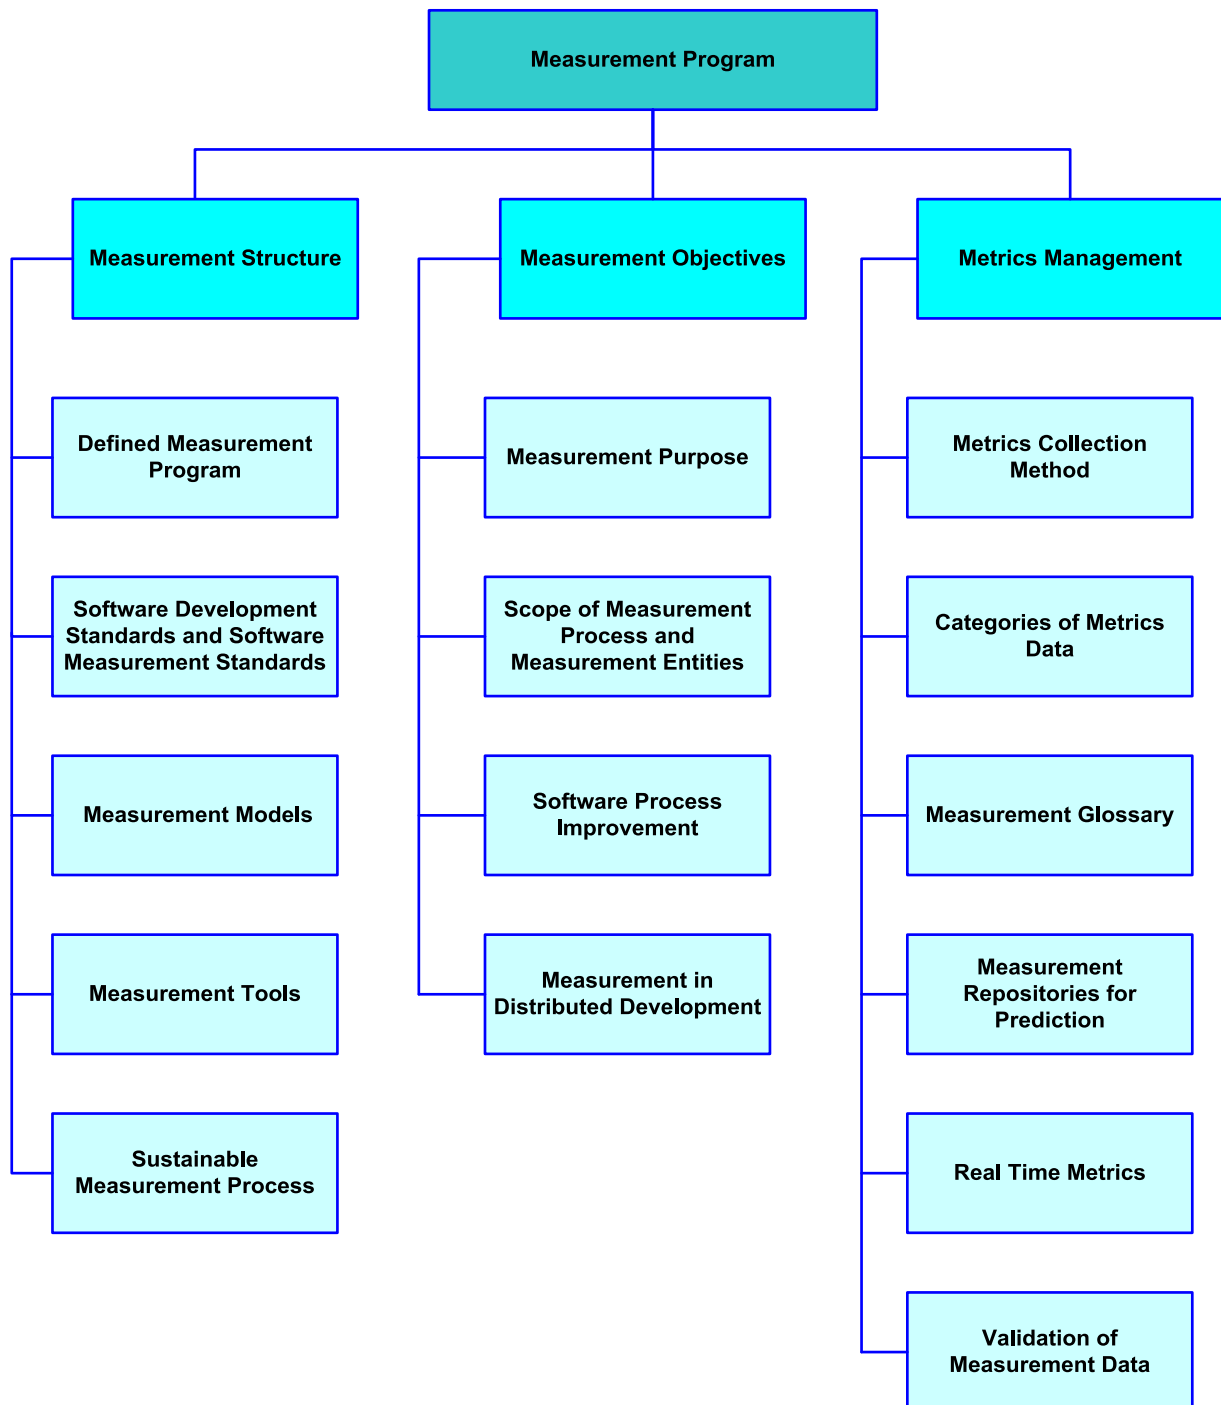 Measurement Program
Measurement Structure
Measurement Objectives
Metrics Management
Defined Measurement
Program
Software Development
Standards and Software
Measurement Standards
Measurement Models
Measurement Tools
Sustainable
Measurement Process
Measurement Purpose
Scope of Measurement
Process and
Measurement Entities
Software Process
Improvement
Measurement in
Distributed Development
Metrics Collection
Method
Categories of Metrics
Data
Measurement Glossary
Measurement
Repositories for
Prediction
Real Time Metrics
Validation of
Measurement Data